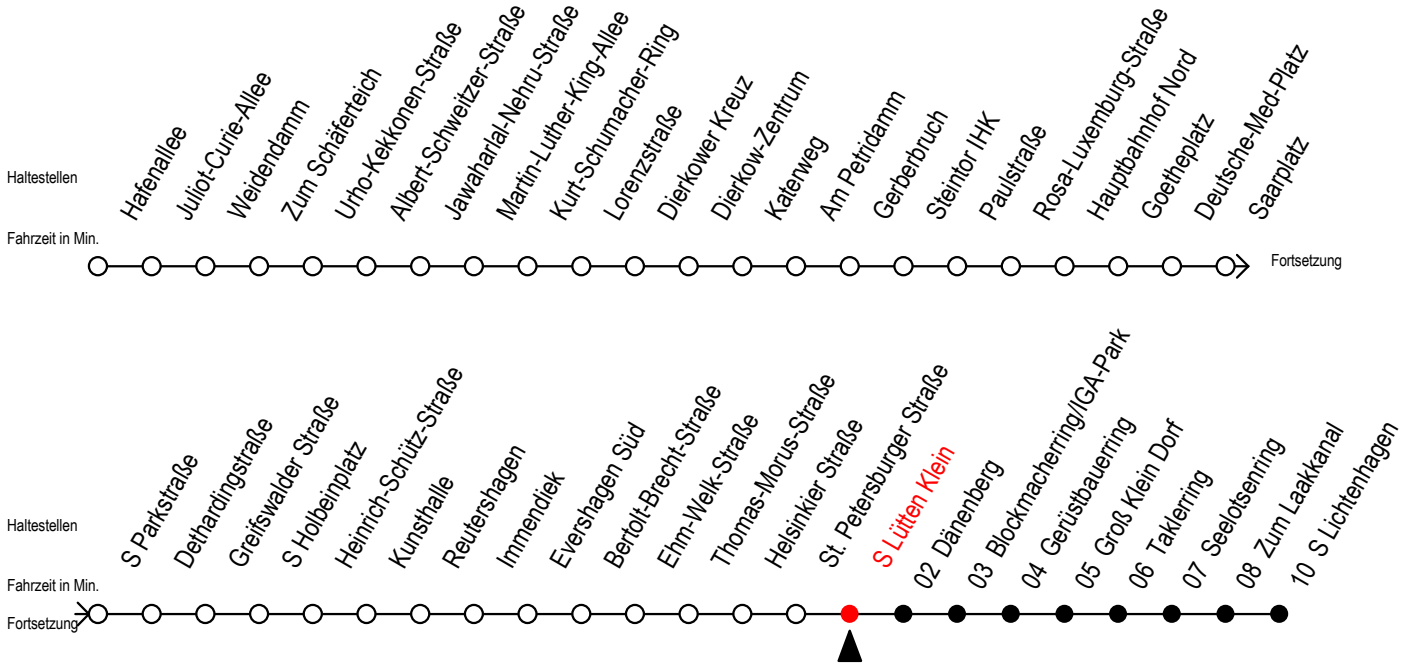 Haltestellen
Hafenallee
Juliot-Curie-Allee
Weidendamm
Zum Schäferteich
Urho-Kekkonen-Straße
Albert-Schweitzer-Straße
Jawaharlal-Nehru-Straße
Martin-Luther-King-Allee
Kurt-Schumacher-Ring
Lorenzstraße
Dierkower Kreuz
Dierkow-Zentrum
Katerweg
Am Petridamm
Gerberbruch
Steintor IHK
Paulstraße
Rosa-Luxemburg-Straße
Hauptbahnhof Nord
Goetheplatz
Deutsche-Med-Platz
Saarplatz
Fahrzeit in Min.
Fortsetzung
Haltestellen
S Parkstraße
Dethardingstraße
Greifswalder Straße
S Holbeinplatz
Heinrich-Schütz-Straße
Kunsthalle
Reutershagen
Immendiek
Evershagen Süd
Bertolt-Brecht-Straße
Ehm-Welk-Straße
Thomas-Morus-Straße
Helsinkier Straße
St. Petersburger Straße
S Lütten Klein
02 Dänenberg
03 Blockmacherring/IGA-Park
04 Gerüstbauerring
05 Groß Klein Dorf
06 Taklerring
07 Seelotsenring
08 Zum Laakkanal
10 S Lichtenhagen
Fahrzeit in Min.
Fortsetzung